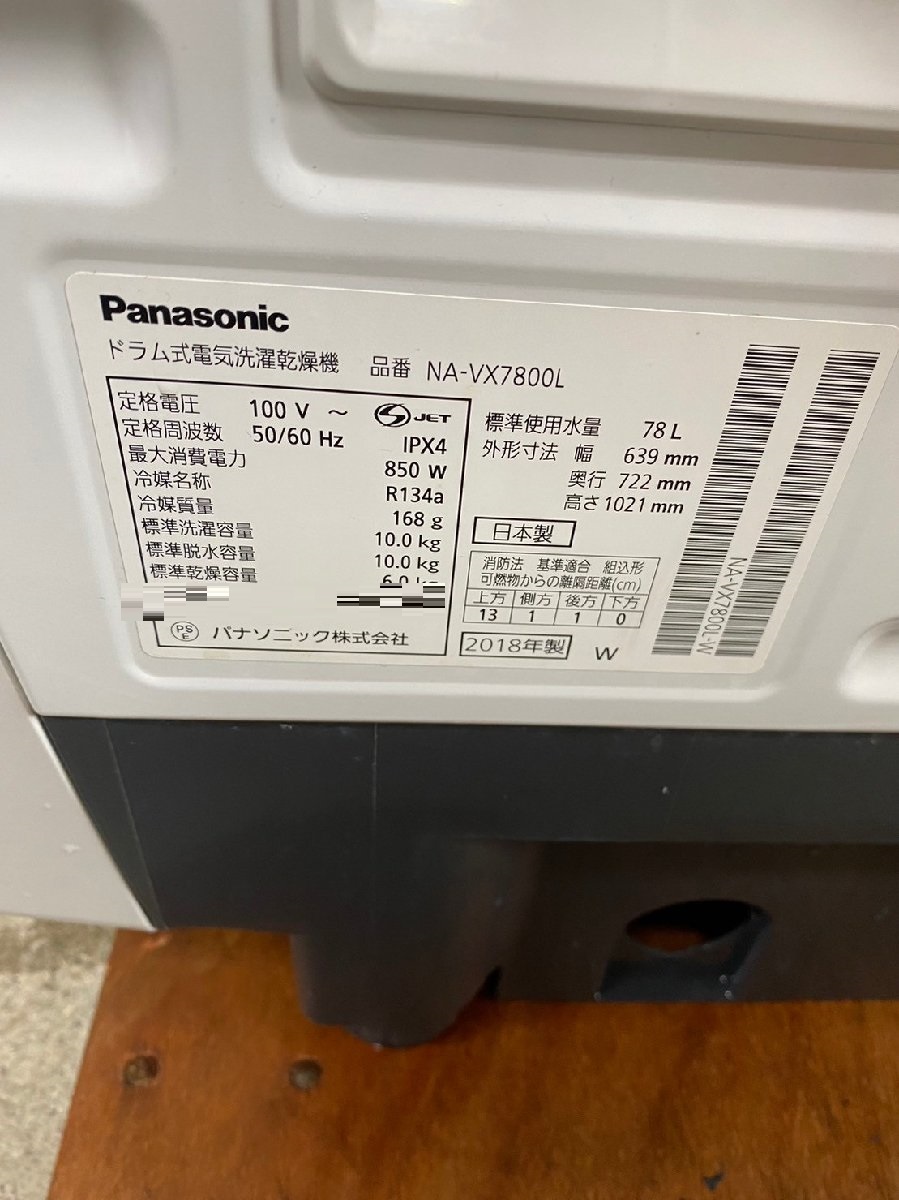 Panasonic
ドラム式電気洗濯乾燥機 品番 NA-VX7800L
定格電圧 100 V ~ JET
定格周波数 50/60 Hz IPX4
最大消費電力 850 W
冷媒名称 R134a
冷媒質量 168 g
標準洗濯容量 10.0 kg
標準脱水容量 10.0 kg
標準乾燥容量 6.0 kg
PS E パナソニック株式会社
標準使用水量 78 L
外形寸法 幅 639 mm
奥行 722 mm
高さ 1021 mm
日本製
消防法 基準適合 組込形
可燃物からの離隔距離(cm)
上方 側方 後方 下方
13 1 1 0
2018年製 W
NA-VX7800L-W